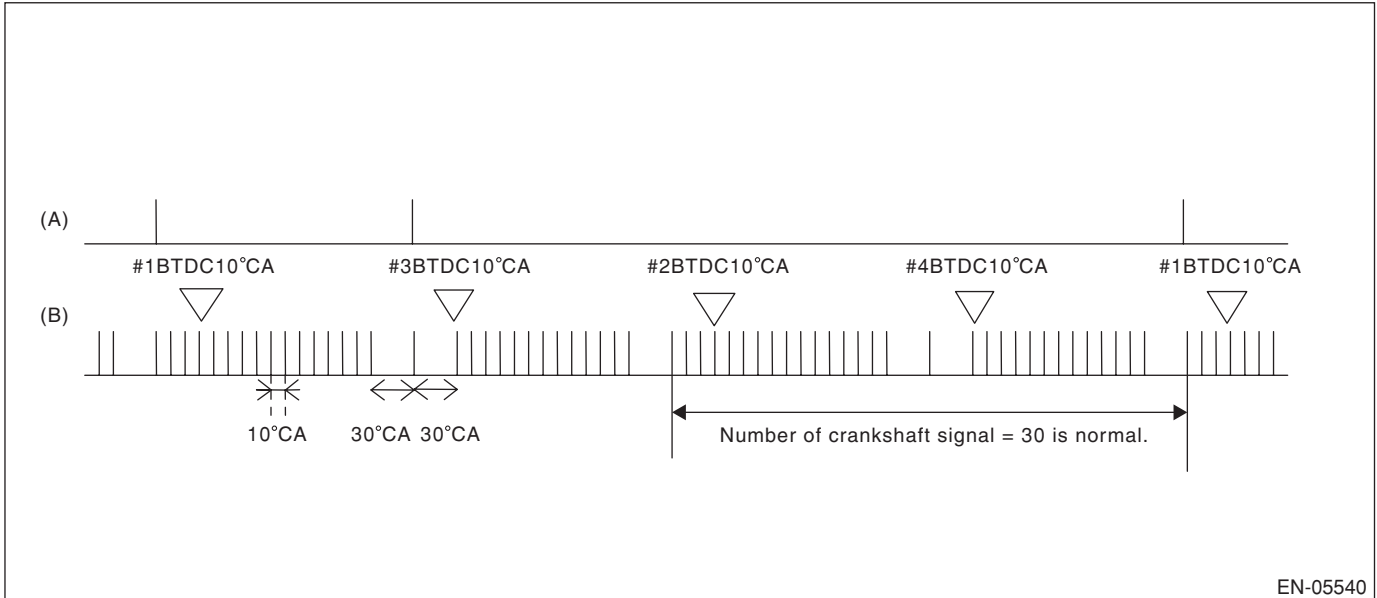 (A)
#1BTDC10°CA
#3BTDC10°CA
#2BTDC10°CA
#4BTDC10°CA
#1BTDC10°CA
(B)
10°CA
30°CA
30°CA
Number of crankshaft signal = 30 is normal.
EN-05540